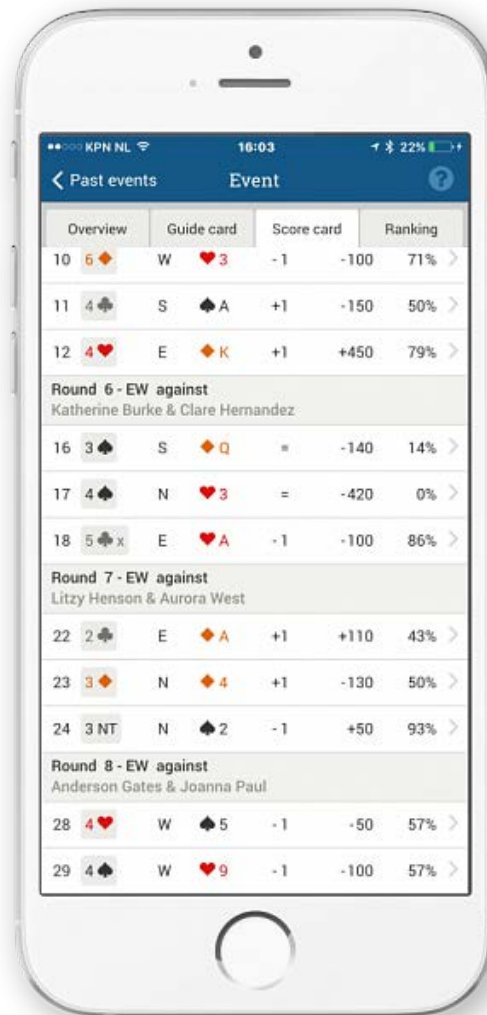 KPN NL 16:03 22%
Past events Event ?
Overview Guide card Score card Ranking
10 6♦ W ♥3 -1 -100 71%
11 4♣ S ♠A +1 -150 50%
12 4♥ E ♦K +1 +450 79%
Round 6 - EW against
Katherine Burke & Clare Hernandez
16 3♠ S ♦Q = -140 14%
17 4♠ N ♥3 = -420 0%
18 5♣x E ♥A -1 -100 86%
Round 7 - EW against
Litzy Henson & Aurora West
22 2♣ E ♦A +1 +110 43%
23 3♦ N ♦4 +1 -130 50%
24 3 NT N ♠2 -1 +50 93%
Round 8 - EW against
Anderson Gates & Joanna Paul
28 4♥ W ♠5 -1 -50 57%
29 4♠ W ♥9 -1 -100 57%